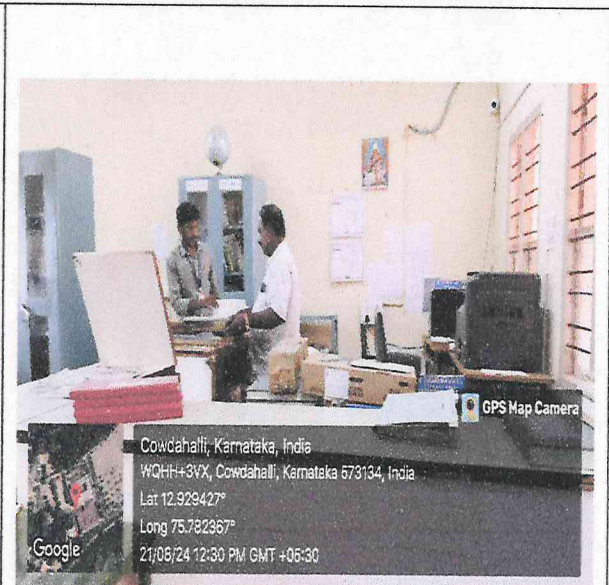 GPS Map Camera
Cowdahalli, Karnataka, India
WQHH+3VX, Cowdahalli, Karnataka 573134, India
Lat 12.929427°
Long 75.782367°
21/08/24 12:30 PM GMT +05:30
Google